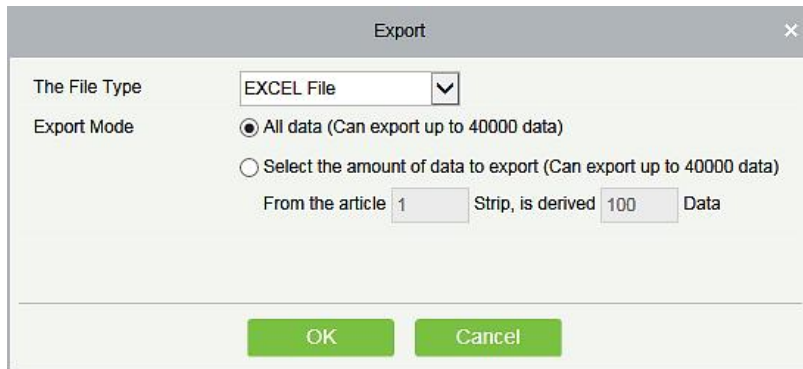 Export
The File Type EXCEL File
Export Mode All data (Can export up to 40000 data)
Select the amount of data to export (Can export up to 40000 data)
From the article 1 Strip, is derived 100 Data
OK Cancel